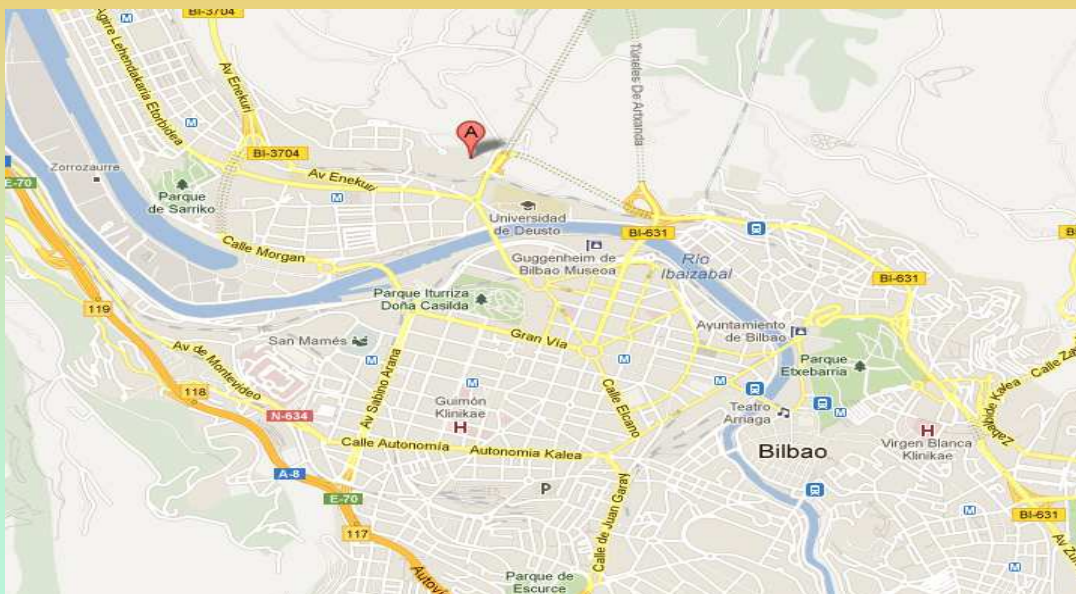 BI-3704
BI-3704
Agirre Lehendakaria Etorbidea
Av Enekuri
M
M
Túneles De Artxanda
A
BI-3704
Zorrozaurre
Av Enekuri
E-70
Parque
de Sarriko
M
Universidad
de Deusto
BI-631
Calle Morgan
Guggenheim de
Bilbao Museoa
Río
Ibaizabal
BI-631
119
Parque Iturriza
Doña Casilda
Ayuntamiento
de Bilbao
San Mamés
Gran Vía
M
M
Av de Montevideo
Av Sabino Arana
M
M
Parque
Etxebarria
118
Guimón
Klinikae
H
Calle Elcano
Teatro
Arriaga
M
N-634
H
Virgen Blanca
Klinikae
Calle Autonomía
Autonomia Kalea
Bilbao
A-8
E-70
P
M
BI-631
117
Calle de Juan Garay
M
M
Parque de
Escurce